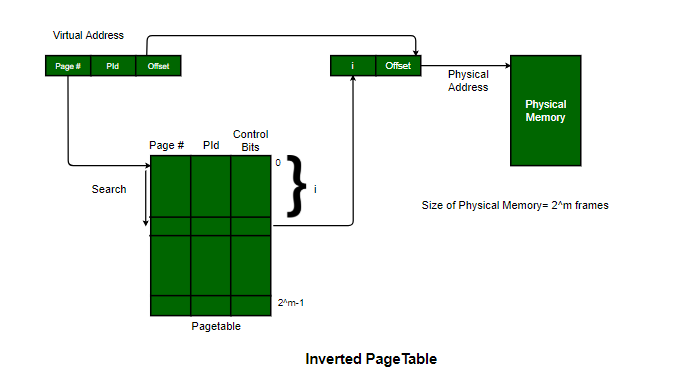 Virtual Address
Page # PId Offset
i Offset
Physical
Address
Physical
Memory
Page # PId Control
Bits
0
Search
i
Size of Physical Memory= 2^m frames
2^m-1
Pagetable
Inverted PageTable